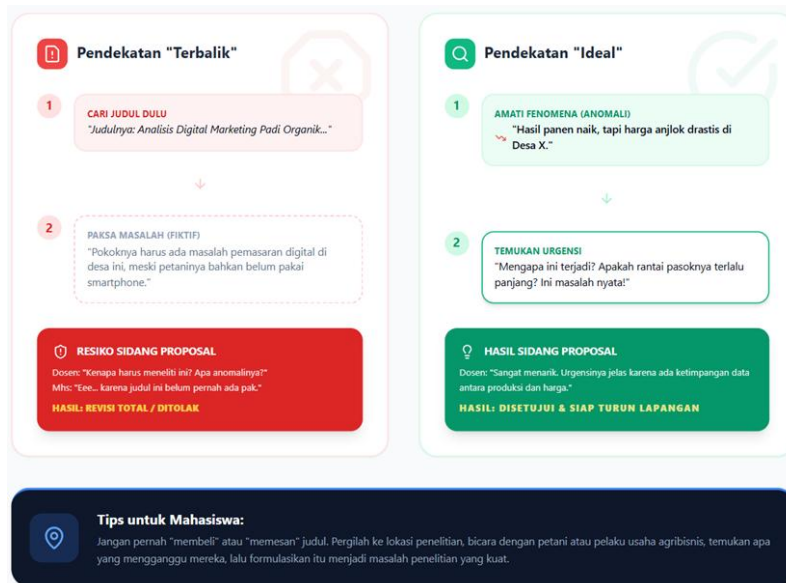 Pendekatan "Terbalik"
1
CARI JUDUL DULU
"Judulnya: Analisis Digital Marketing Padi Organik..."
2
PAKSA MASALAH (FIKTIF)
"Pokoknya harus ada masalah pemasaran digital di
desa ini, meski petaninya bahkan belum pakai
smartphone."
RESIKO SIDANG PROPOSAL
Dosen: "Kenapa harus meneliti ini? Apa anomalinya?"
Mhs: "Eee... karena judul ini belum pernah ada pak."
HASIL: REVISI TOTAL / DITOLAK
Pendekatan "Ideal"
1
AMATI FENOMENA (ANOMALI)
"Hasil panen naik, tapi harga anjlok drastis di
Desa X."
2
TEMUKAN URGENSI
"Mengapa ini terjadi? Apakah rantai pasoknya terlalu
panjang? Ini masalah nyata!"
HASIL SIDANG PROPOSAL
Dosen: "Sangat menarik. Urgensinya jelas karena ada ketimpangan data
antara produksi dan harga."
HASIL: DISETUJUI & SIAP TURUN LAPANGAN
Tips untuk Mahasiswa:
Jangan pernah "membeli" atau "memesan" judul. Pergilah ke lokasi penelitian, bicara dengan petani atau pelaku usaha agribisnis, temukan apa
yang mengganggu mereka, lalu formulasikan itu menjadi masalah penelitian yang kuat.